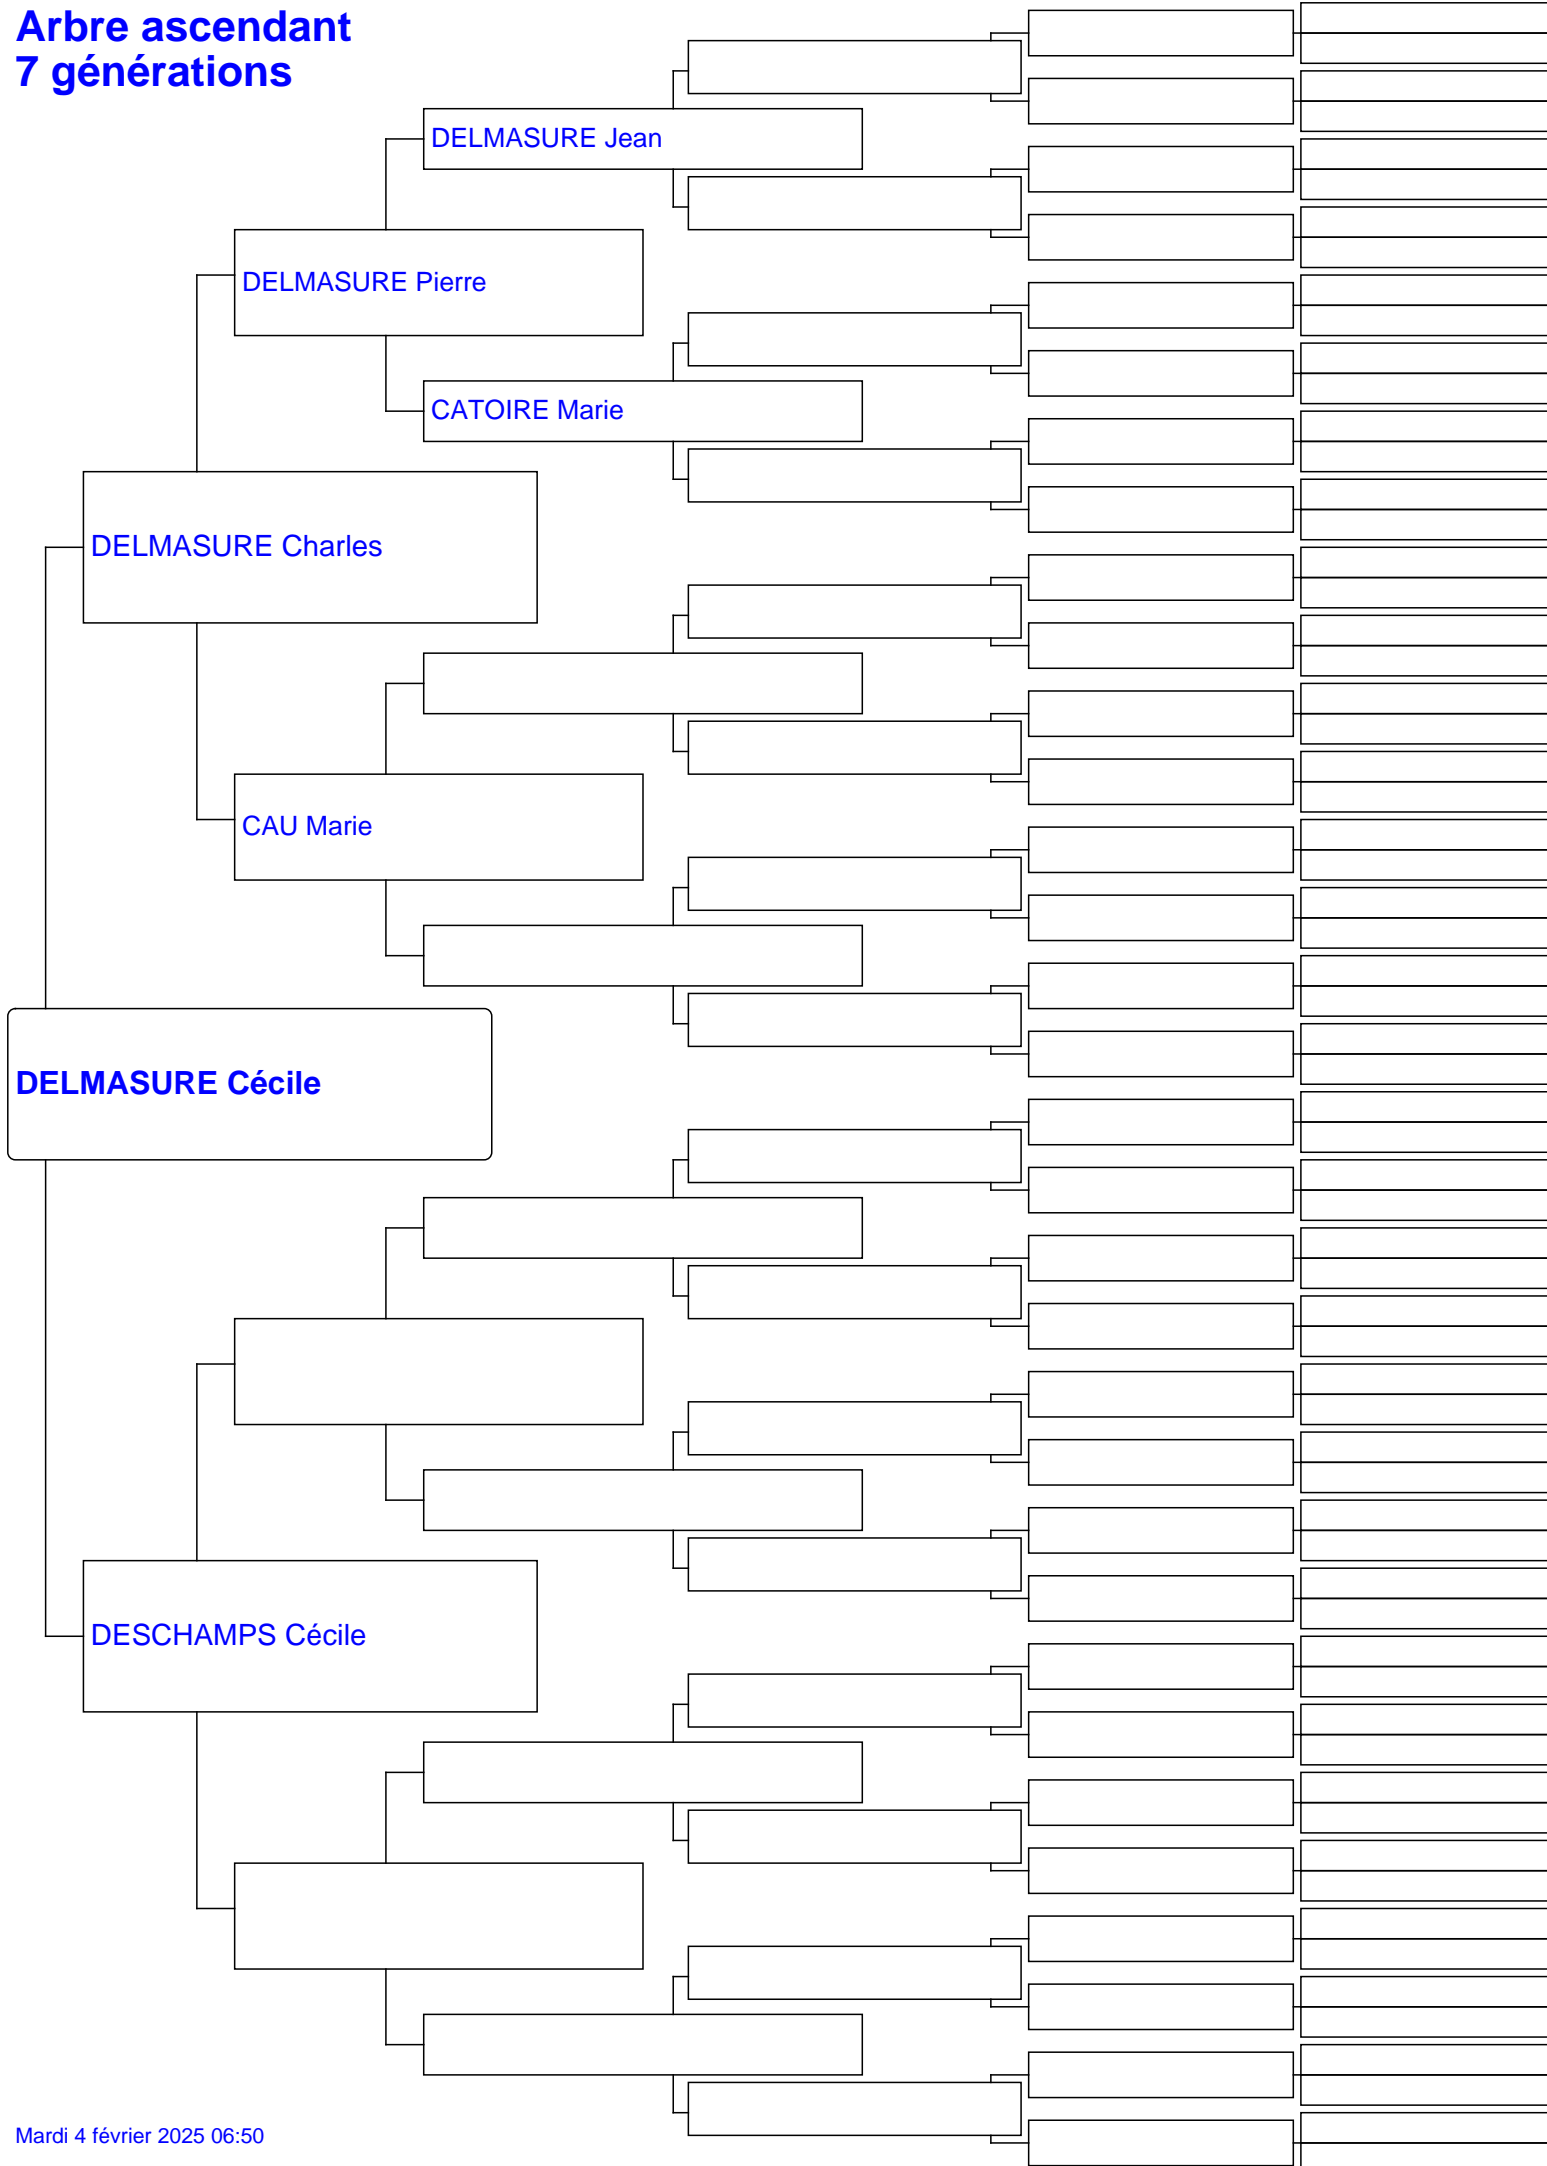 Arbre ascendant
7 générations
DELMASURE Jean
DELMASURE Pierre
CATOIRE Marie
DELMASURE Charles
CAU Marie
DELMASURE Cécile
DESCHAMPS Cécile
Mardi 4 février 2025 06:50